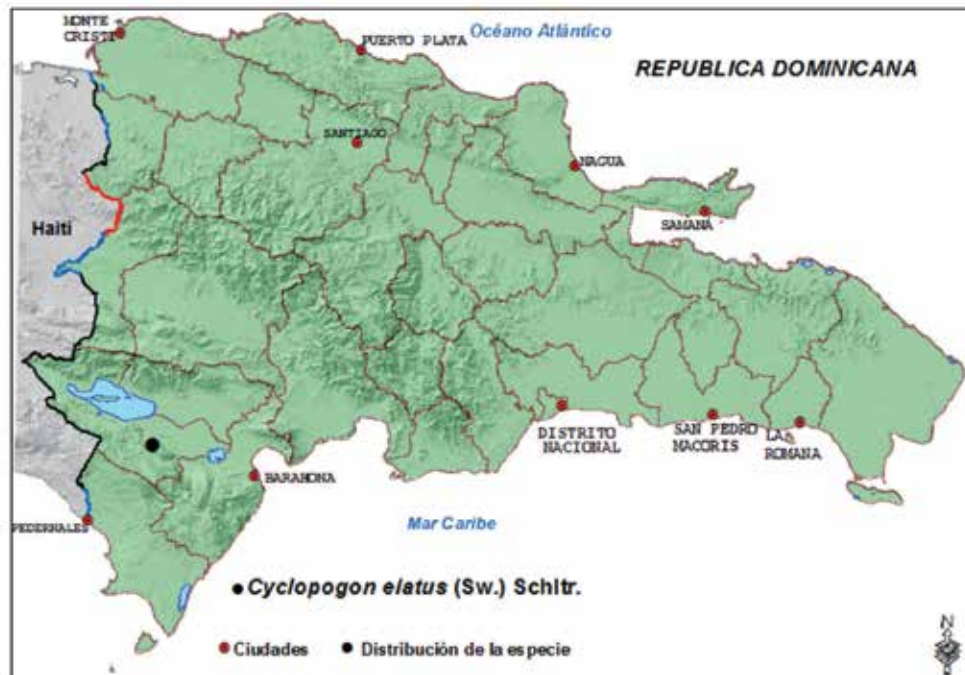 MONTE
CRISTI
PUERTO PLATA
Océano Atlántico
REPUBLICA DOMINICANA
SANTIAGO
NAGUA
SAMANA
Haití
DISTRITO
NACIONAL
SAN PEDRO
MACORIS
LA
ROMANA
BARAHONA
PEDERNALES
Mar Caribe
Cyclopogon elatus (Sw.) Schltr.
Ciudades
Distribución de la especie
N